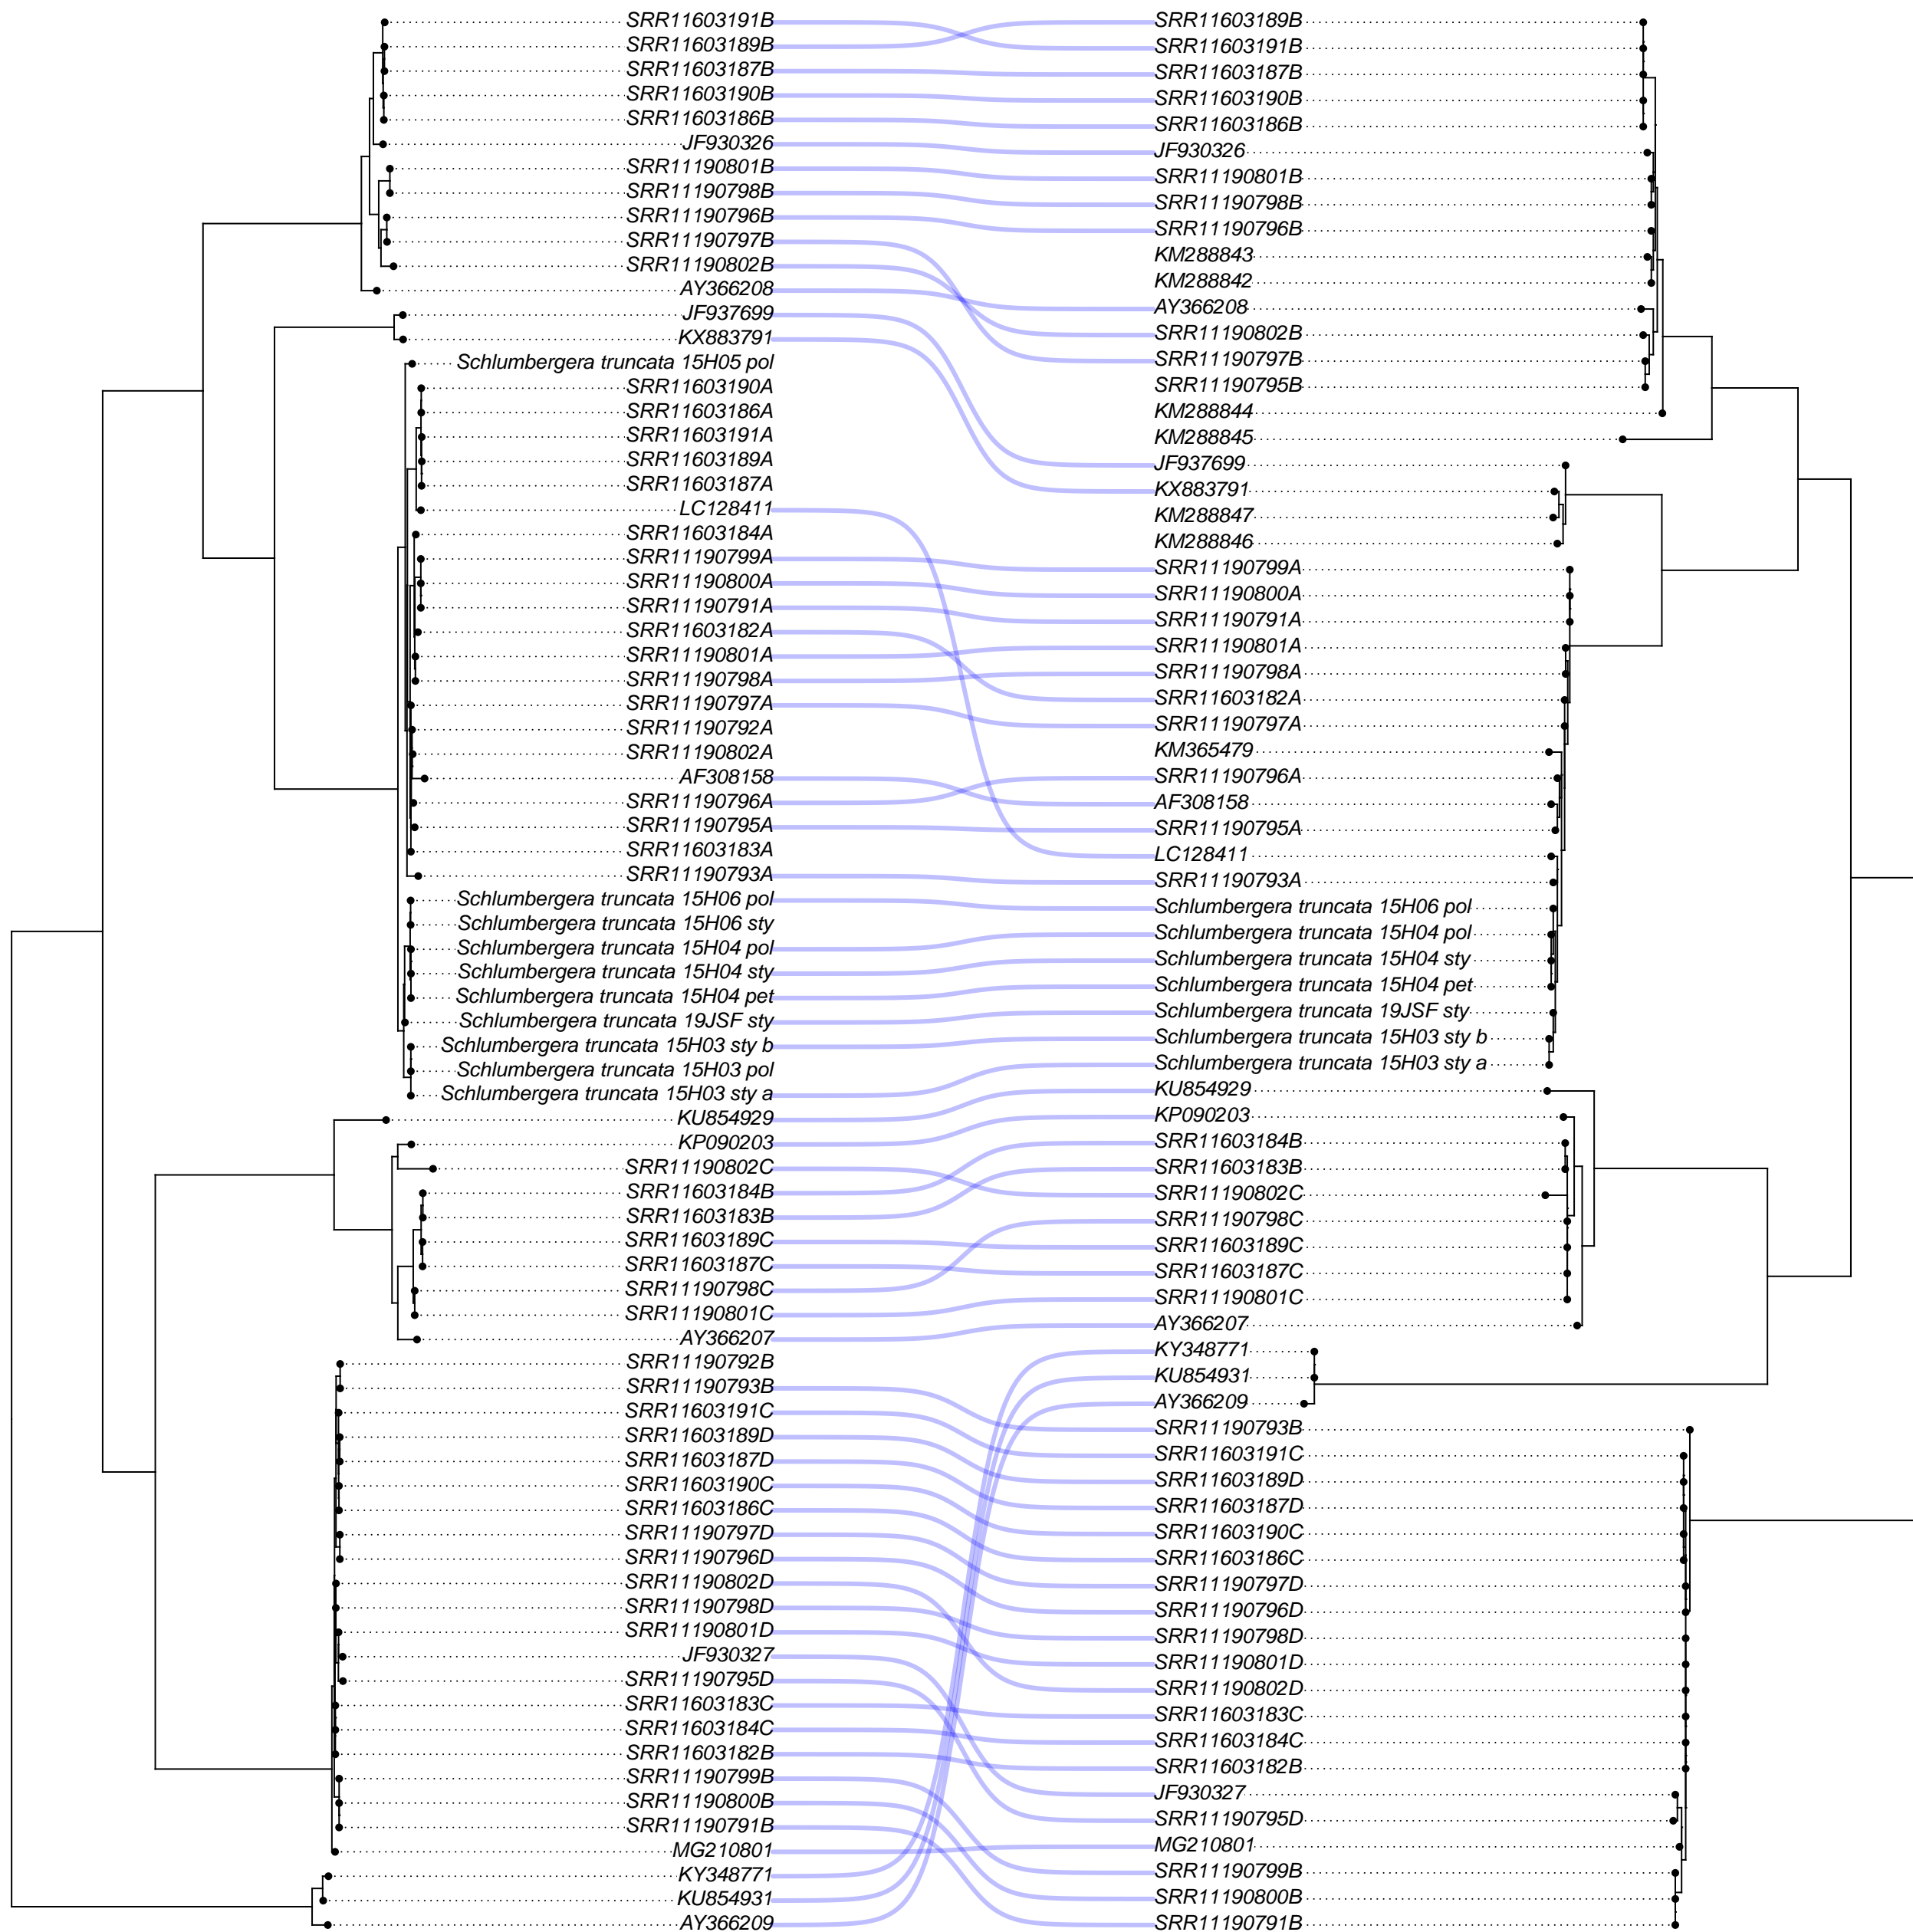 SRR11603191B
SRR11603189B
SRR11603187B
SRR11603190B
SRR11603186B
JF930326
SRR11190801B
SRR11190798B
SRR11190796B
SRR11190797B
SRR11190802B
AY366208
JF937699
KX883791
Schlumbergera truncata 15H05 pol
SRR11603190A
SRR11603186A
SRR11603191A
SRR11603189A
SRR11603187A
LC128411
SRR11603184A
SRR11190799A
SRR11190800A
SRR11190791A
SRR11603182A
SRR11190801A
SRR11190798A
SRR11190797A
SRR11190792A
SRR11190802A
AF308158
SRR11190796A
SRR11190795A
SRR11603183A
SRR11190793A
Schlumbergera truncata 15H06 pol
Schlumbergera truncata 15H06 sty
Schlumbergera truncata 15H04 pol
Schlumbergera truncata 15H04 sty
Schlumbergera truncata 15H04 pet
Schlumbergera truncata 19JSF sty
Schlumbergera truncata 15H03 sty b
Schlumbergera truncata 15H03 pol
Schlumbergera truncata 15H03 sty a
KU854929
KP090203
SRR11190802C
SRR11603184B
SRR11603183B
SRR11603189C
SRR11603187C
SRR11190798C
SRR11190801C
AY366207
SRR11190792B
SRR11190793B
SRR11603191C
SRR11603189D
SRR11603187D
SRR11603190C
SRR11603186C
SRR11190797D
SRR11190796D
SRR11190802D
SRR11190798D
SRR11190801D
JF930327
SRR11190795D
SRR11603183C
SRR11603184C
SRR11603182B
SRR11190799B
SRR11190800B
SRR11190791B
MG210801
KY348771
KU854931
AY366209
SRR11603189B
SRR11603191B
SRR11603187B
SRR11603190B
SRR11603186B
JF930326
SRR11190801B
SRR11190798B
SRR11190796B
KM288843
KM288842
AY366208
SRR11190802B
SRR11190797B
SRR11190795B
KM288844
KM288845
JF937699
KX883791
KM288847
KM288846
SRR11190799A
SRR11190800A
SRR11190791A
SRR11190801A
SRR11190798A
SRR11603182A
SRR11190797A
KM365479
SRR11190796A
AF308158
SRR11190795A
LC128411
SRR11190793A
Schlumbergera truncata 15H06 pol
Schlumbergera truncata 15H04 pol
Schlumbergera truncata 15H04 sty
Schlumbergera truncata 15H04 pet
Schlumbergera truncata 19JSF sty
Schlumbergera truncata 15H03 sty b
Schlumbergera truncata 15H03 sty a
KU854929
KP090203
SRR11603184B
SRR11603183B
SRR11190802C
SRR11190798C
SRR11603189C
SRR11603187C
SRR11190801C
AY366207
KY348771
KU854931
AY366209
SRR11190793B
SRR11603191C
SRR11603189D
SRR11603187D
SRR11603190C
SRR11603186C
SRR11190797D
SRR11190796D
SRR11190798D
SRR11190801D
SRR11190802D
SRR11603183C
SRR11603184C
SRR11603182B
JF930327
SRR11190795D
MG210801
SRR11190799B
SRR11190800B
SRR11190791B